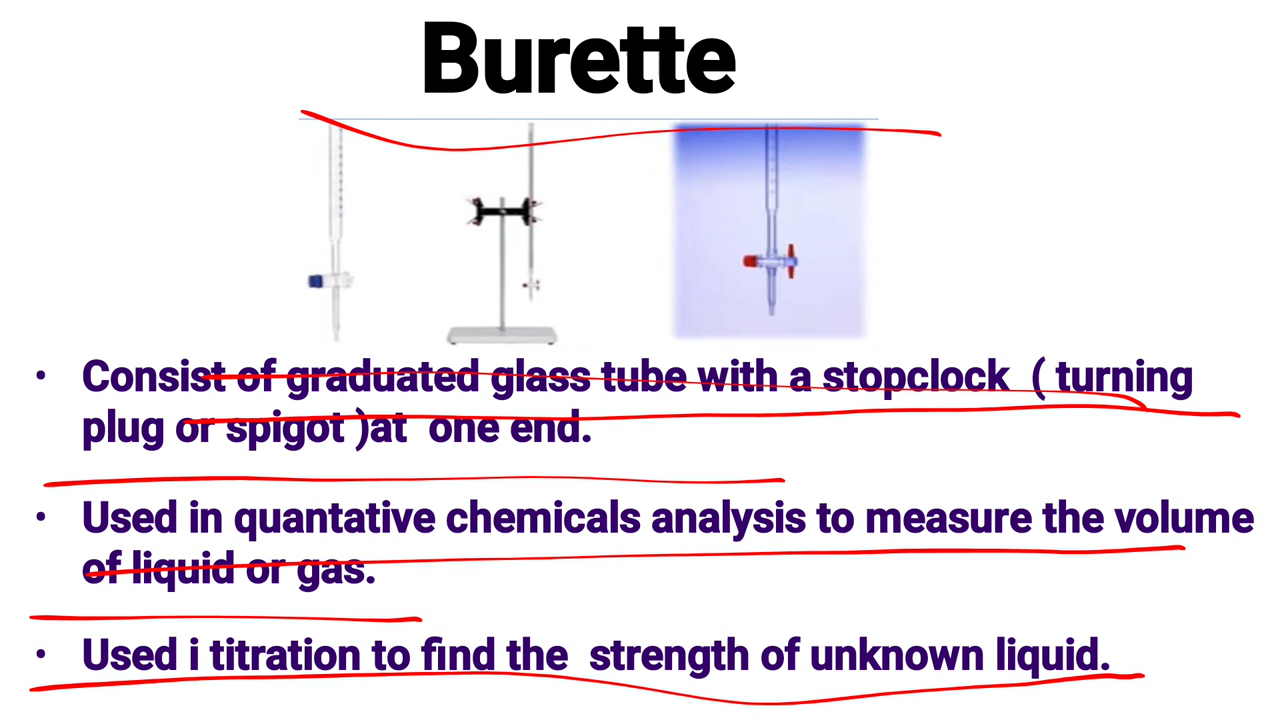 Burette
• Consist of graduated glass tube with a stopclock ( turning
plug or spigot )at one end.
• Used in quantative chemicals analysis to measure the volume
of liquid or gas.
• Used i titration to find the strength of unknown liquid.